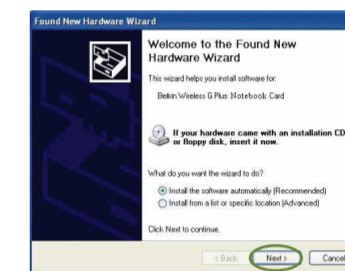 Found New Hardware Wizard
Welcome to the Found New
Hardware Wizard
This wizard helps you install software for:
Belkin Wireless G Plus Notebook Card
If your hardware came with an installation CD
or floppy disk, insert it now.
What do you want the wizard to do?
Install the software automatically (Recommended)
Install from a list or specific location (Advanced)
Click Next to continue.
< Back Next > Cancel